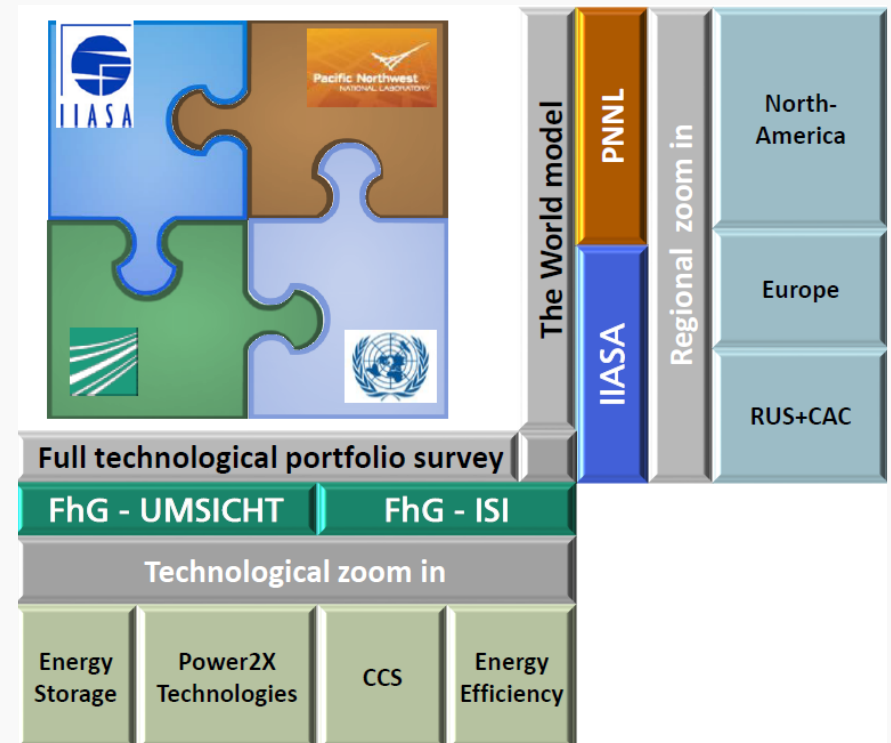 IIASA
Pacific Northwest
NATIONAL LABORATORY
The World model
PNNL
IIASA
Regional zoom in
North-
America
Europe
RUS+CAC
Full technological portfolio survey
FhG - UMSICHT
FhG - ISI
Technological zoom in
Energy
Storage
Power2X
Technologies
CCS
Energy
Efficiency